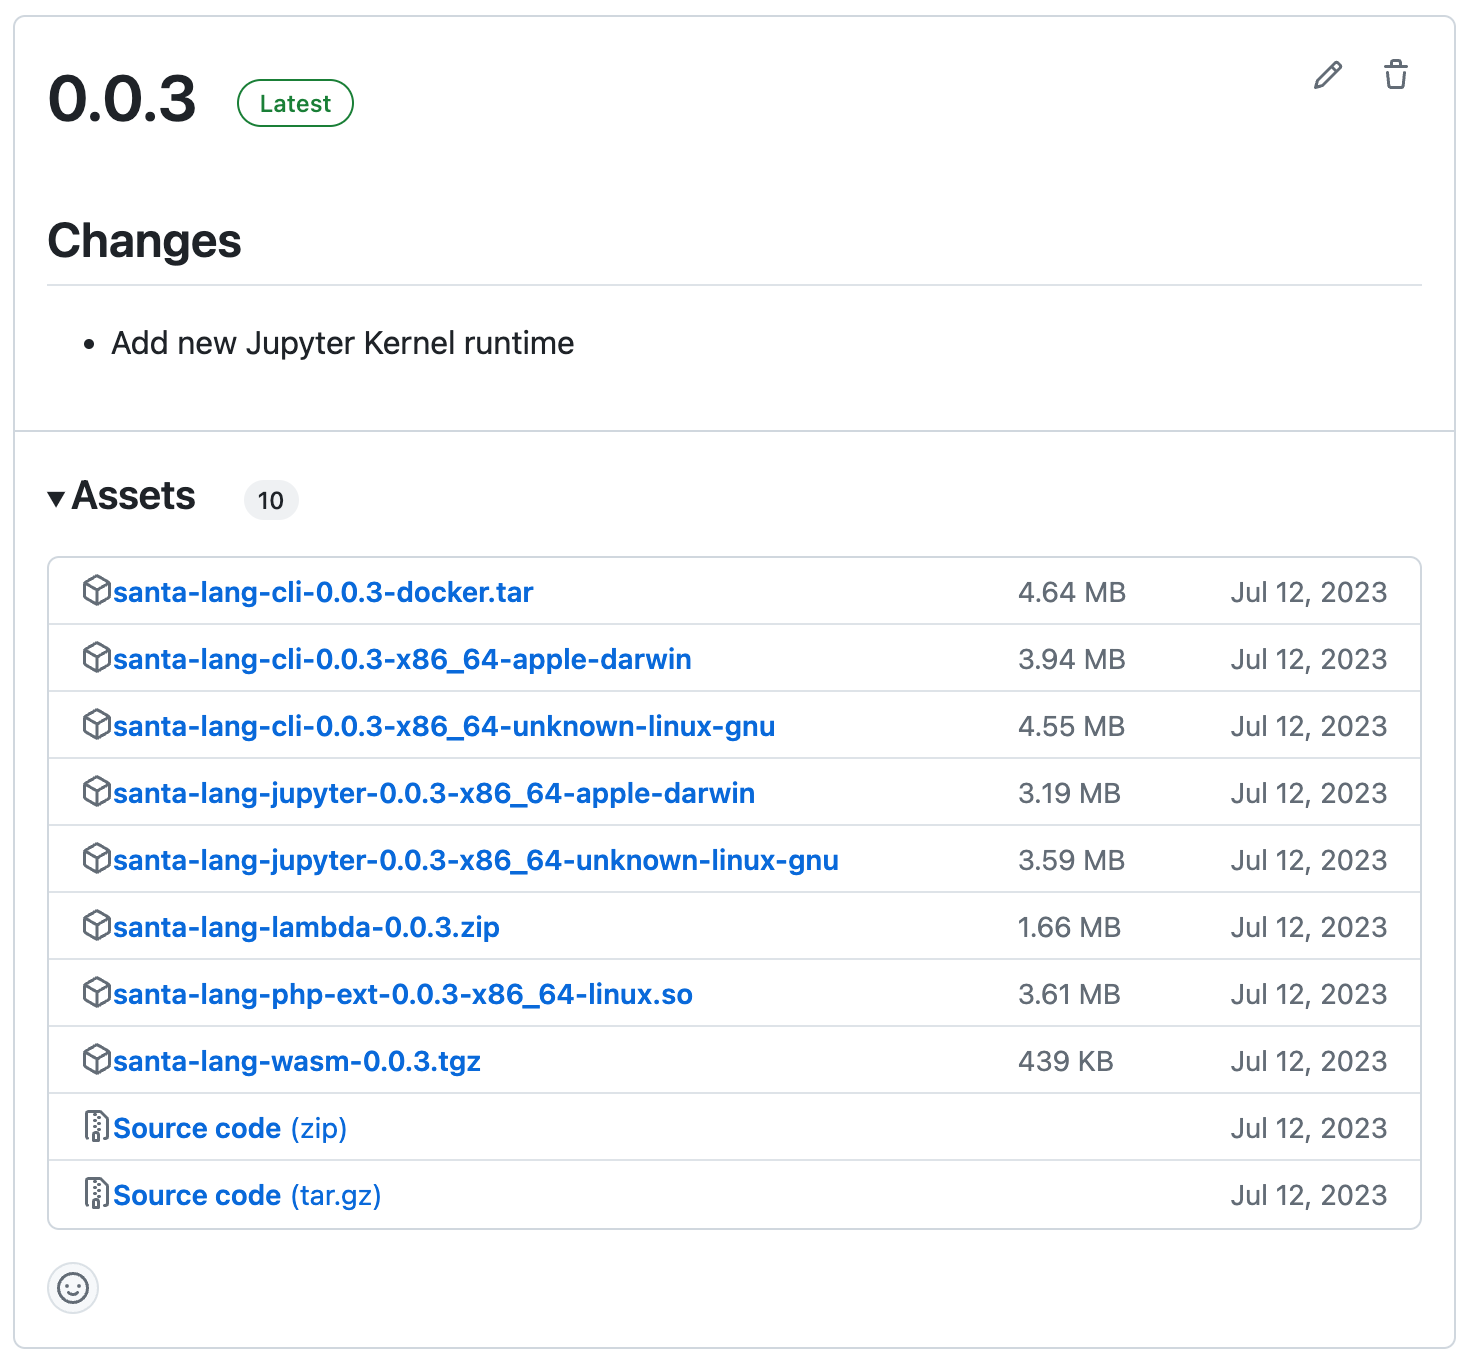 0.0.3 Latest
Changes
• Add new Jupyter Kernel runtime
Assets 10
santa-lang-cli-0.0.3-docker.tar 4.64 MB Jul 12, 2023
santa-lang-cli-0.0.3-x86_64-apple-darwin 3.94 MB Jul 12, 2023
santa-lang-cli-0.0.3-x86_64-unknown-linux-gnu 4.55 MB Jul 12, 2023
santa-lang-jupyter-0.0.3-x86_64-apple-darwin 3.19 MB Jul 12, 2023
santa-lang-jupyter-0.0.3-x86_64-unknown-linux-gnu 3.59 MB Jul 12, 2023
santa-lang-lambda-0.0.3.zip 1.66 MB Jul 12, 2023
santa-lang-php-ext-0.0.3-x86_64-linux.so 3.61 MB Jul 12, 2023
santa-lang-wasm-0.0.3.tgz 439 KB Jul 12, 2023
Source code (zip) Jul 12, 2023
Source code (tar.gz) Jul 12, 2023